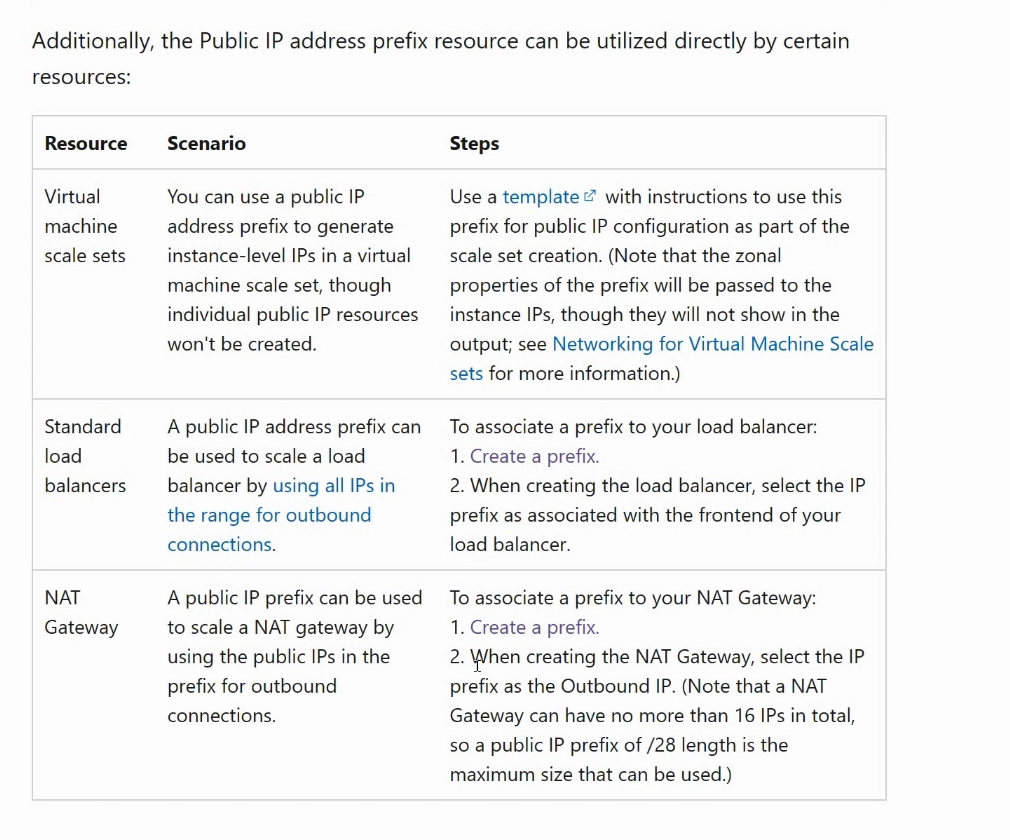 Additionally, the Public IP address prefix resource can be utilized directly by certain
resources:
Resource Scenario Steps
Virtual
machine
scale sets
You can use a public IP
address prefix to generate
instance-level IPs in a virtual
machine scale set, though
individual public IP resources
won't be created.
Use a template with instructions to use this
prefix for public IP configuration as part of the
scale set creation. (Note that the zonal
properties of the prefix will be passed to the
instance IPs, though they will not show in the
output; see Networking for Virtual Machine Scale
sets for more information.)
Standard
load
balancers
A public IP address prefix can
be used to scale a load
balancer by using all IPs in
the range for outbound
connections.
To associate a prefix to your load balancer:
1. Create a prefix.
2. When creating the load balancer, select the IP
prefix as associated with the frontend of your
load balancer.
NAT
Gateway
A public IP prefix can be used
to scale a NAT gateway by
using the public IPs in the
prefix for outbound
connections.
To associate a prefix to your NAT Gateway:
1. Create a prefix.
2. When creating the NAT Gateway, select the IP
prefix as the Outbound IP. (Note that a NAT
Gateway can have no more than 16 IPs in total,
so a public IP prefix of /28 length is the
maximum size that can be used.)